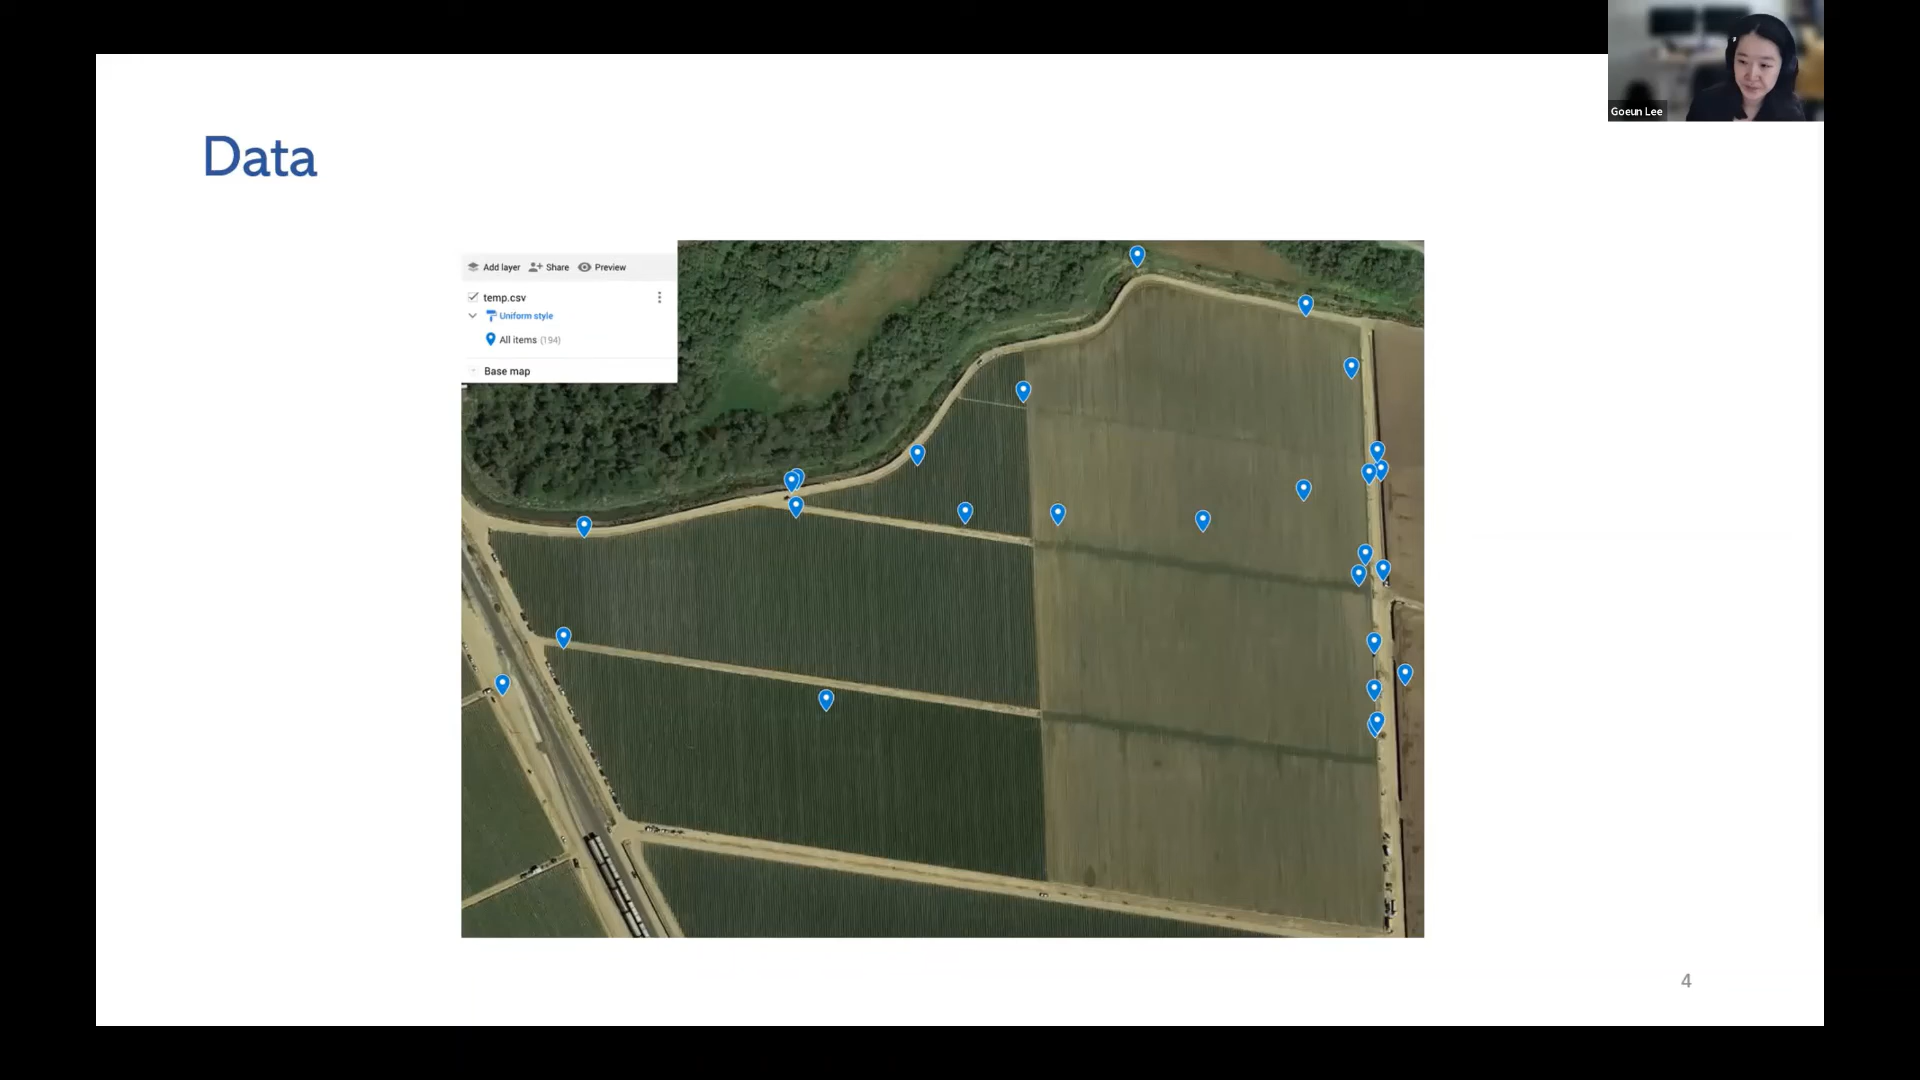 Goeun Lee
Data
Add layer Share Preview
temp.csv
Uniform style
All items (194)
Base map
4